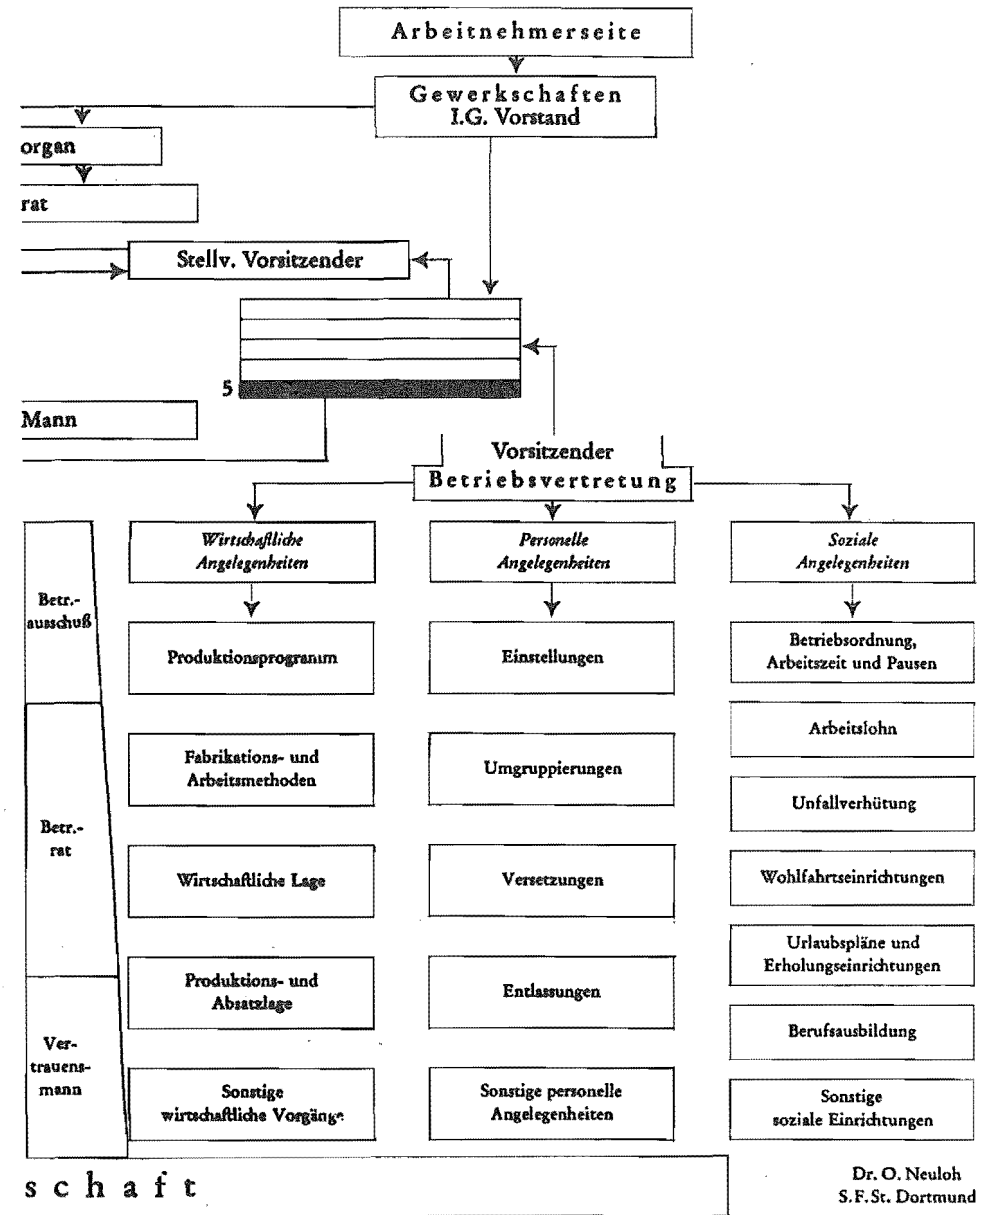 Arbeitnehmerseite
Gewerkschaften
I.G. Vorstand
organ
rat
Stellv. Vorsitzender
5
Mann
Vorsitzender
Betriebsvertretung
Wirtschaftliche
Angelegenheiten
Personelle
Angelegenheiten
Soziale
Angelegenheiten
Betr.-
ausschuß
Betr.-
rat
Ver-
trauens-
mann
Produktionsprogramm
Fabrikations- und
Arbeitsmethoden
Wirtschaftliche Lage
Produktions- und
Absatzlage
Sonstige
wirtschaftliche Vorgänge
Einstellungen
Umgruppierungen
Versetzungen
Entlassungen
Sonstige personelle
Angelegenheiten
Betriebsordnung,
Arbeitszeit und Pausen
Arbeitslohn
Unfallverhütung
Wohlfahrtseinrichtungen
Urlaubspläne und
Erholungseinrichtungen
Berufsausbildung
Sonstige
soziale Einrichtungen
schaft
Dr. O. Neuloh
S.F.St. Dortmund